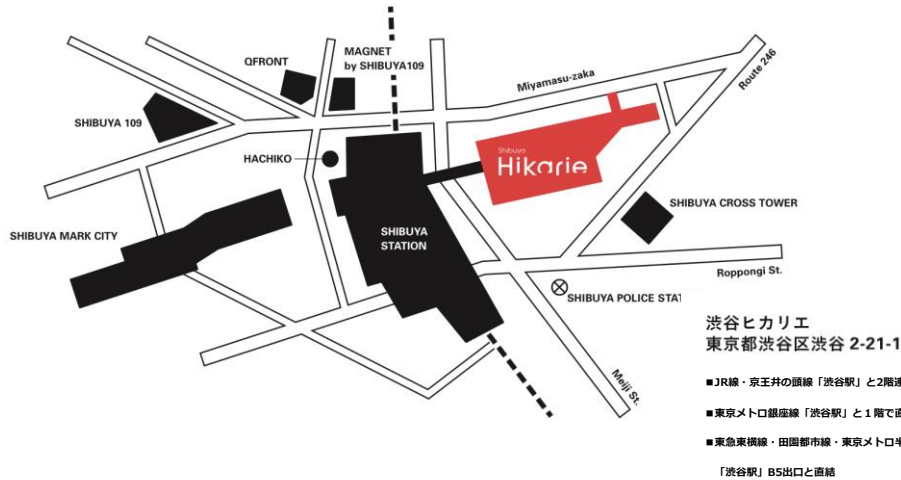 QFRONT
MAGNET
by SHIBUYA109
Miyamasu-zaka
Route 246
SHIBUYA 109
HACHIKO
Shibuya
Hikarie
SHIBUYA CROSS TOWER
SHIBUYA MARK CITY
SHIBUYA
STATION
Roppongi St.
SHIBUYA POLICE STAT
Meiji St.
渋谷ヒカリエ
東京都渋谷区渋谷 2-21-1
■JR線・京王井の頭線「渋谷駅」と2階連
■東京メトロ銀座線「渋谷駅」と1階で直
■東急東横線・田園都市線・東京メトロ半
「渋谷駅」B5出口と直結